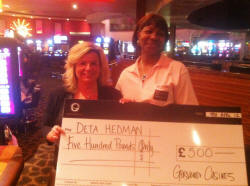 DETA HEDMAN
Five Hundred Pounds Only
£500
Grosvenor Casinos